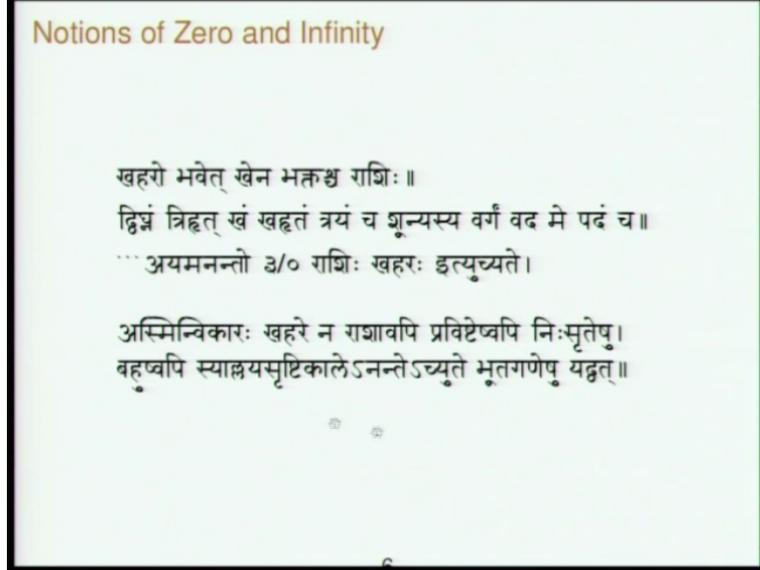 Notions of Zero and Infinity
खहरो भवेत् खेन भक्तश्च राशिः॥
द्विघ्नं त्रिहृत् खं खहृतं त्रयं च शून्यस्य वर्गं वद मे पदं च॥
```अयमनन्तो ३/० राशिः खहरः इत्युच्यते।
अस्मिन्विकारः खहरे न राशावपि प्रविष्टेष्वपि निःसृतेषु।
बहुष्वपि स्याल्लयसृष्टिकालेऽनन्तेऽच्युते भूतगणेषु यद्वत्॥